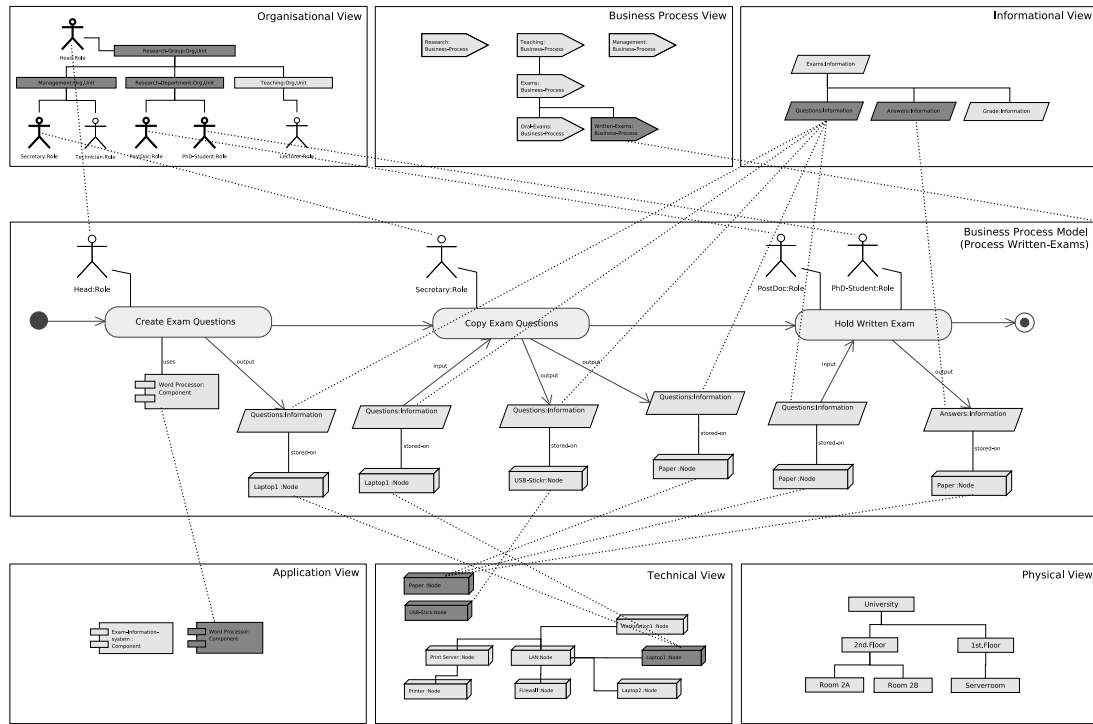 Organisational View
Head:Role
Research-Group:Org.Unit
Management:Org.Unit
Research-Department:Org.Unit
Teaching:Org.Unit
Secretary:Role
Technician:Role
PostDoc:Role
PhD-Student:Role
Lecturer:Role
Business Process View
Research:
Business-Process
Teaching:
Business-Process
Management:
Business-Process
Exams:
Business-Process
Oral-Exams:
Business-Process
Written-Exams:
Business-Process
Informational View
Exams:Information
Questions:Information
Answers:Information
Grade:Information
Business Process Model
(Process Written-Exams)
Head:Role
Secretary:Role
PostDoc:Role
PhD-Student:Role
Create Exam Questions
Copy Exam Questions
Hold Written Exam
uses
output
input
output
output
input
output
Word Processor:
Component
Questions:Information
Questions:Information
Questions:Information
Questions:Information
Questions:Information
Answers:Information
stored-on
stored-on
stored-on
stored-on
stored-on
stored-on
Laptop1 :Node
Laptop1 :Node
USB-Stickr:Node
Paper :Node
Paper :Node
Paper :Node
Application View
Exam-Information-
system :
Component
Word Processor:
Component
Technical View
Paper :Node
USB-Stick:Node
Workstation1 :Node
Print Server :Node
LAN:Node
Laptop1 :Node
Printer :Node
Firewall :Node
Laptop2 :Node
Physical View
University
2nd.Floor
1st.Floor
Room 2A
Room 2B
Serverroom